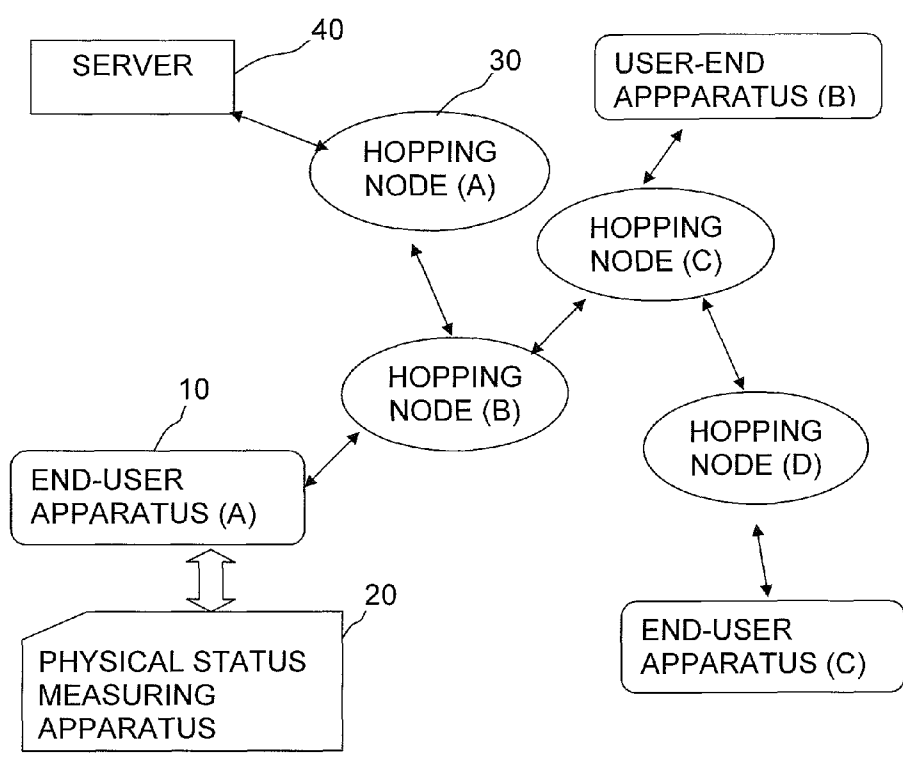 40
SERVER
30
HOPPING
NODE (A)
USER-END
APPPARATUS (B)
HOPPING
NODE (C)
HOPPING
NODE (B)
10
END-USER
APPARATUS (A)
HOPPING
NODE (D)
20
PHYSICAL STATUS
MEASURING
APPARATUS
END-USER
APPARATUS (C)